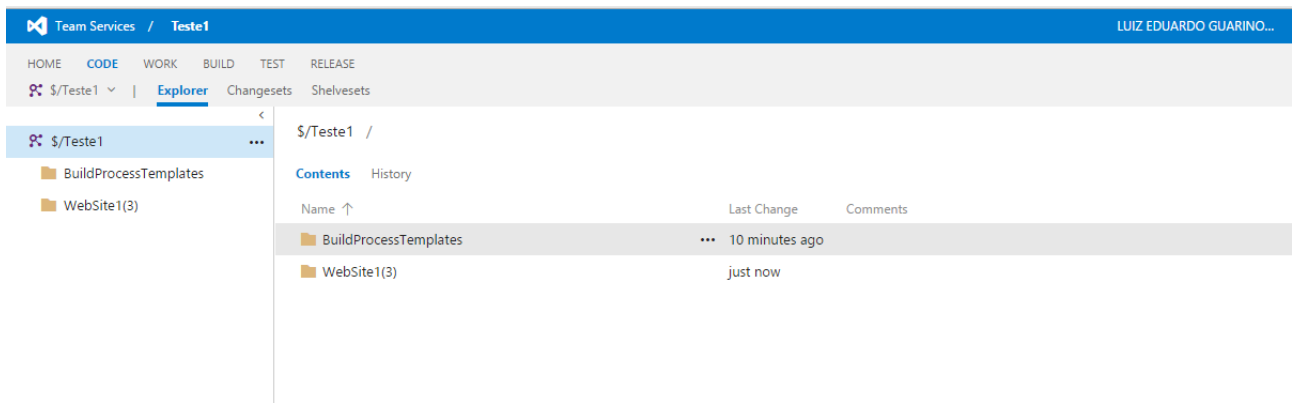 Team Services / Teste1 LUIZ EDUARDO GUARINO...
HOME CODE WORK BUILD TEST RELEASE
$/Teste1 | Explorer Changesets Shelvesets
$/Teste1 ...
BuildProcessTemplates
WebSite1(3)
$/Teste1 /
Contents History
Name ↑ Last Change Comments
BuildProcessTemplates ... 10 minutes ago
WebSite1(3) just now